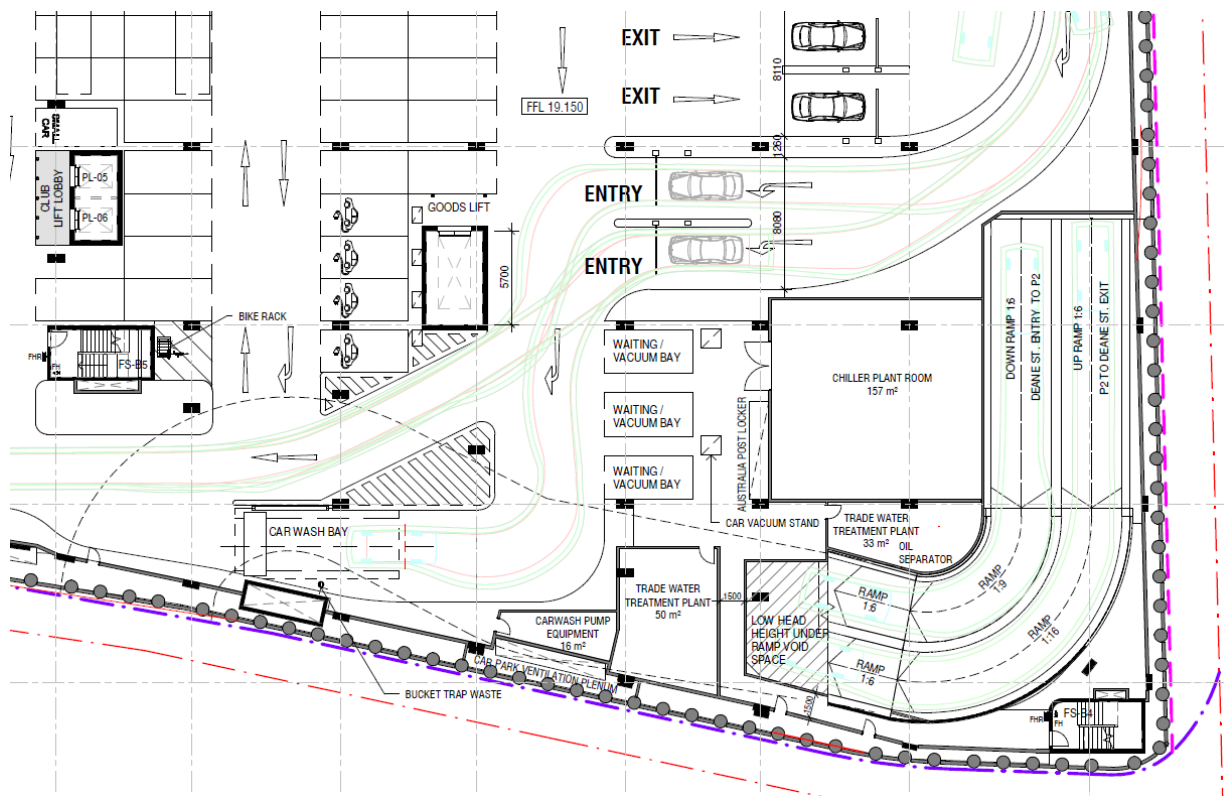 EXIT
EXIT
8110
FFL 19.150
1260
SMALL
CAR
CLUB
LIFT LOBBY
PL-05
PL-06
GOODS LIFT
ENTRY
ENTRY
8080
5700
BIKE RACK
FHR
FH
FS-B5
WAITING /
VACUUM BAY
WAITING /
VACUUM BAY
WAITING /
VACUUM BAY
AUSTRALIA POST LOCKER
CAR VACUUM STAND
CHILLER PLANT ROOM
157 m²
DOWN RAMP 1:6
DEANE ST. ENTRY TO P2
UP RAMP 1:6
P2 TO DEANE ST. EXIT
CAR WASH BAY
TRADE WATER
TREATMENT PLANT
33 m²
OIL
SEPARATOR
RAMP
1:9
RAMP
1:16
RAMP
1:6
RAMP
1:6
TRADE WATER
TREATMENT PLANT
50 m²
1500
LOW HEAD
HEIGHT UNDER
RAMP VOID
SPACE
1500
CARWASH PUMP
EQUIPMENT
16 m²
CAR PARK VENTILATION PLENUM
BUCKET TRAP WASTE
FHR
FH
FS-B4